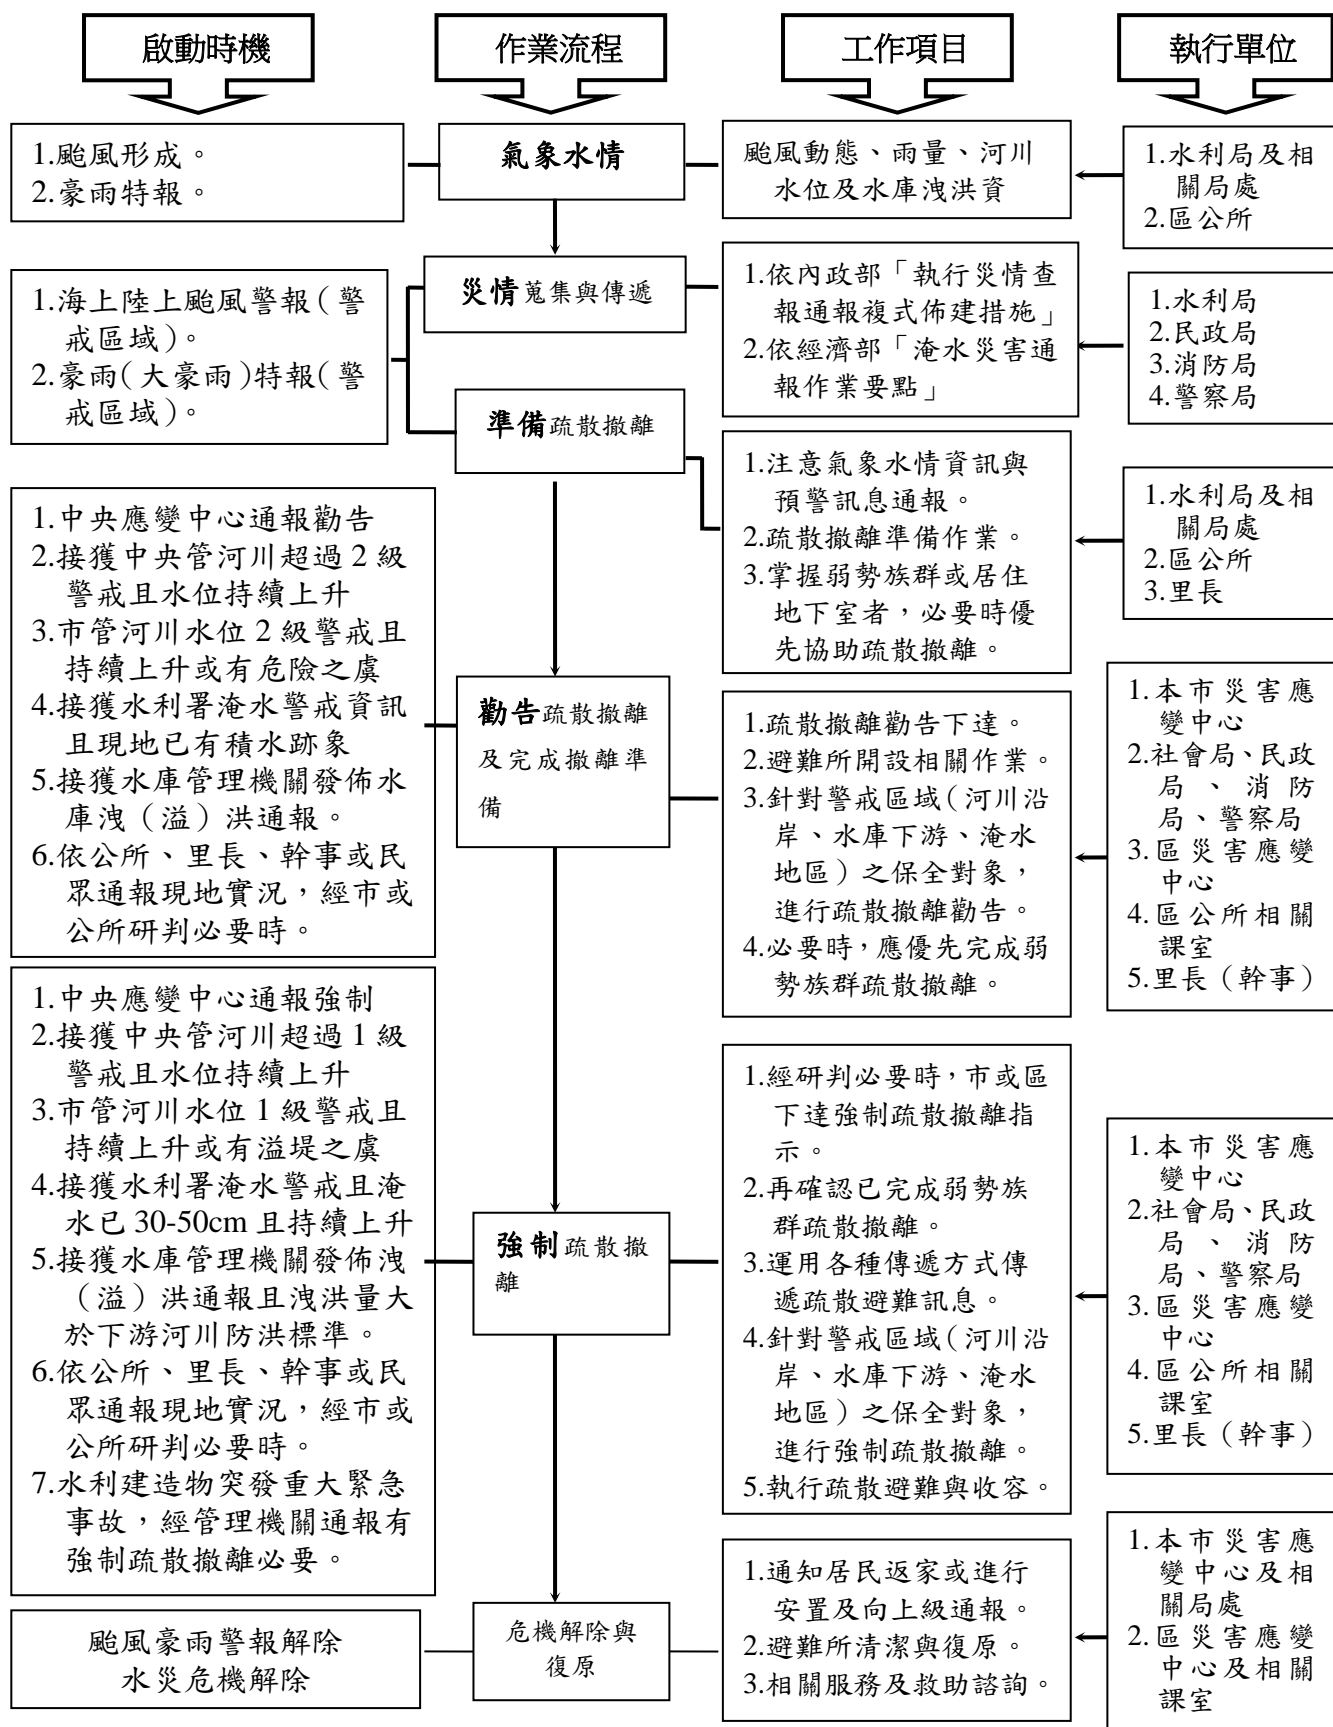 啟動時機
作業流程
工作項目
執行單位
1.颱風形成。
2.豪雨特報。
氣象水情
颱風動態、雨量、河川
水位及水庫洩洪資
1.水利局及相
關局處
2.區公所
1.海上陸上颱風警報(警
戒區域)。
2.豪雨(大豪雨)特報(警
戒區域)。
災情蒐集與傳遞
1.依內政部「執行災情查
報通報複式佈建措施」
2.依經濟部「淹水災害通
報作業要點」
1.水利局
2.民政局
3.消防局
4.警察局
準備疏散撤離
1.注意氣象水情資訊與
預警訊息通報。
2.疏散撤離準備作業。
3.掌握弱勢族群或居住
地下室者，必要時優
先協助疏散撤離。
1.水利局及相
關局處
2.區公所
3.里長
1.中央應變中心通報勸告
2.接獲中央管河川超過 2 級
警戒且水位持續上升
3.市管河川水位 2 級警戒且
持續上升或有危險之虞
4.接獲水利署淹水警戒資訊
且現地已有積水跡象
5.接獲水庫管理機關發佈水
庫洩（溢）洪通報。
6.依公所、里長、幹事或民
眾通報現地實況，經市或
公所研判必要時。
勸告疏散撤離
及完成撤離準
備
1.疏散撤離勸告下達。
2.避難所開設相關作業。
3.針對警戒區域(河川沿
岸、水庫下游、淹水
地區）之保全對象，
進行疏散撤離勸告。
4.必要時，應優先完成弱
勢族群疏散撤離。
1.本市災害應
變中心
2.社會局、民政
局、消防
局、警察局
3.區災害應變
中心
4.區公所相關
課室
5.里長（幹事）
1.中央應變中心通報強制
2.接獲中央管河川超過 1 級
警戒且水位持續上升
3.市管河川水位 1 級警戒且
持續上升或有溢堤之虞
4.接獲水利署淹水警戒且淹
水已 30-50cm 且持續上升
5.接獲水庫管理機關發佈洩
（溢）洪通報且洩洪量大
於下游河川防洪標準。
6.依公所、里長、幹事或民
眾通報現地實況，經市或
公所研判必要時。
7.水利建造物突發重大緊急
事故，經管理機關通報有
強制疏散撤離必要。
強制疏散撤
離
1.經研判必要時，市或區
下達強制疏散撤離指
示。
2.再確認已完成弱勢族
群疏散撤離。
3.運用各種傳遞方式傳
遞疏散避難訊息。
4.針對警戒區域(河川沿
岸、水庫下游、淹水
地區）之保全對象，
進行強制疏散撤離。
5.執行疏散避難與收容。
1.本市災害應
變中心
2.社會局、民政
局、消防
局、警察局
3.區災害應變
中心
4.區公所相關
課室
5.里長（幹事）
颱風豪雨警報解除
水災危機解除
危機解除與
復原
1.通知居民返家或進行
安置及向上級通報。
2.避難所清潔與復原。
3.相關服務及救助諮詢。
1.本市災害應
變中心及相
關局處
2.區災害應變
中心及相關
課室